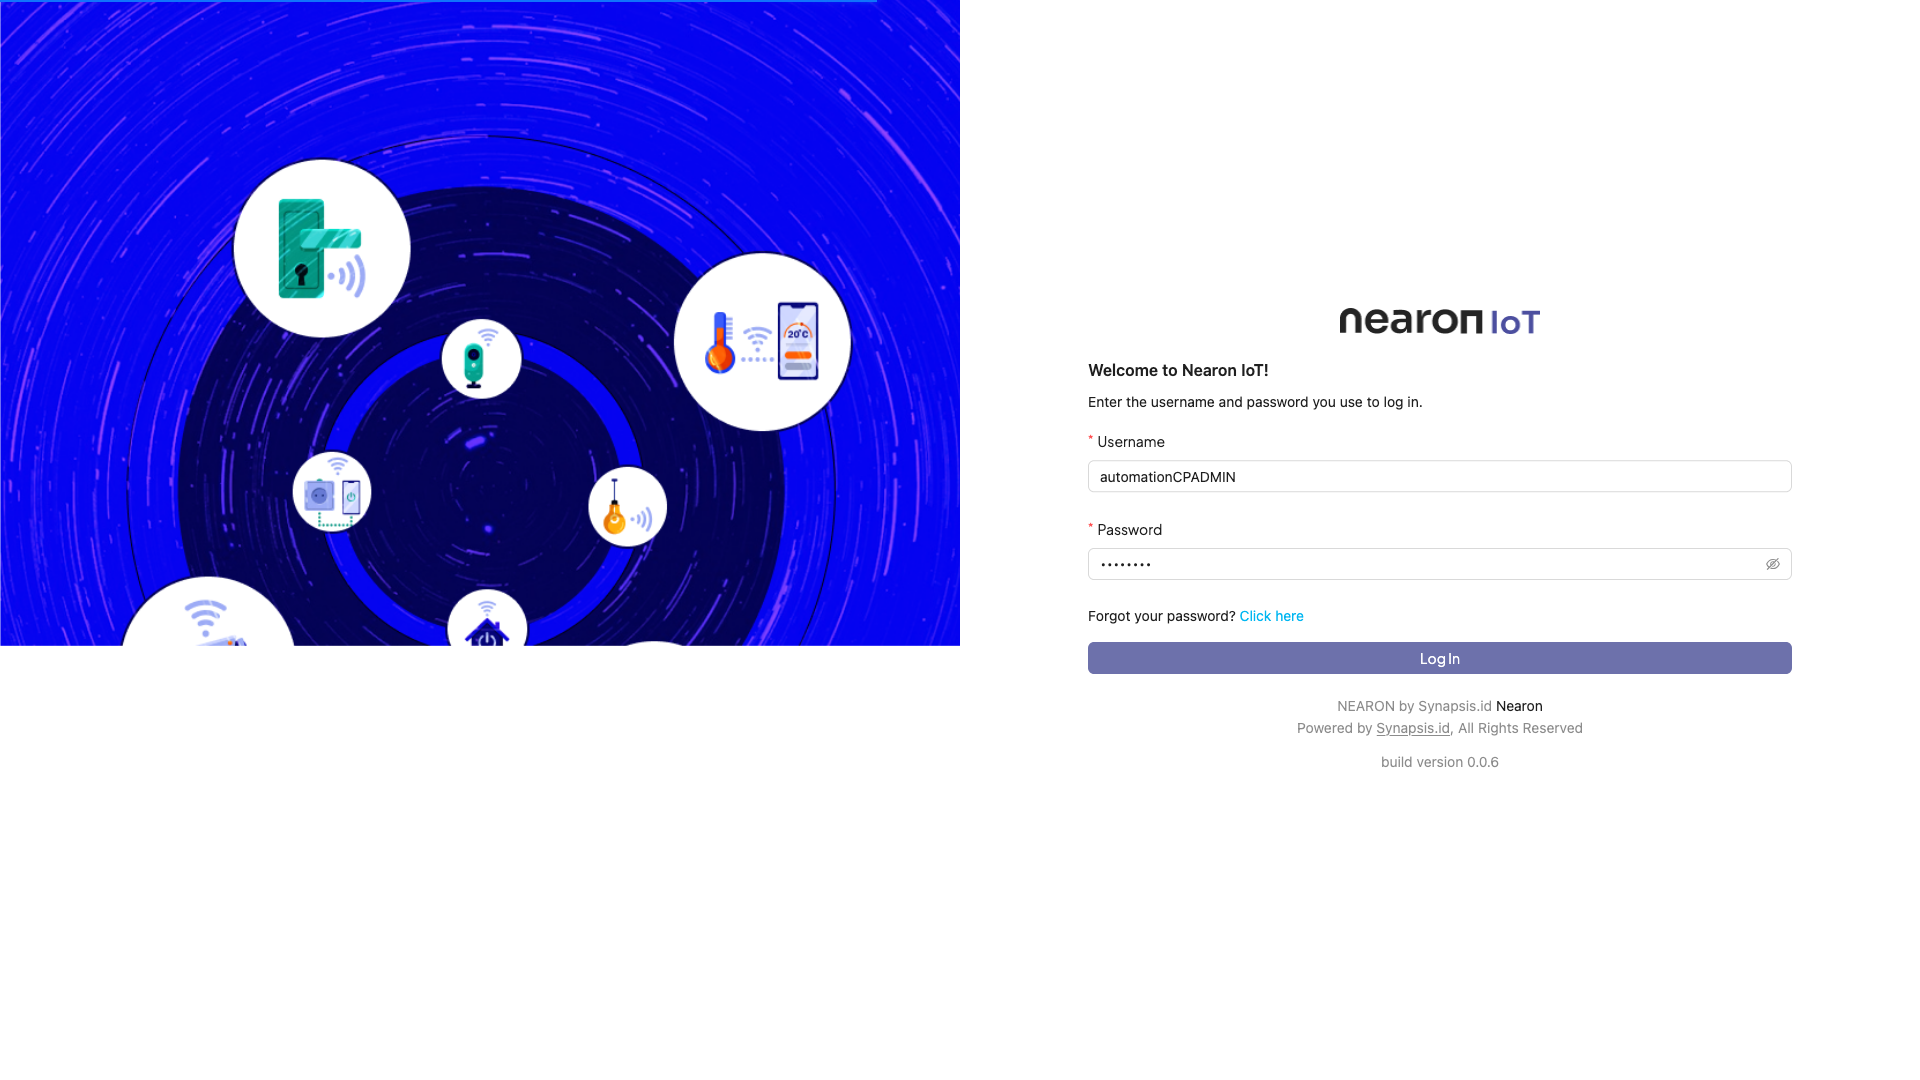 20°C
nearon IoT
Welcome to Nearon IoT!
Enter the username and password you use to log in.
* Username
automationCPADMIN
* Password
••••••••
Forgot your password? Click here
Log In
NEARON by Synapsis.id Nearon
Powered by Synapsis.id, All Rights Reserved
build version 0.0.6